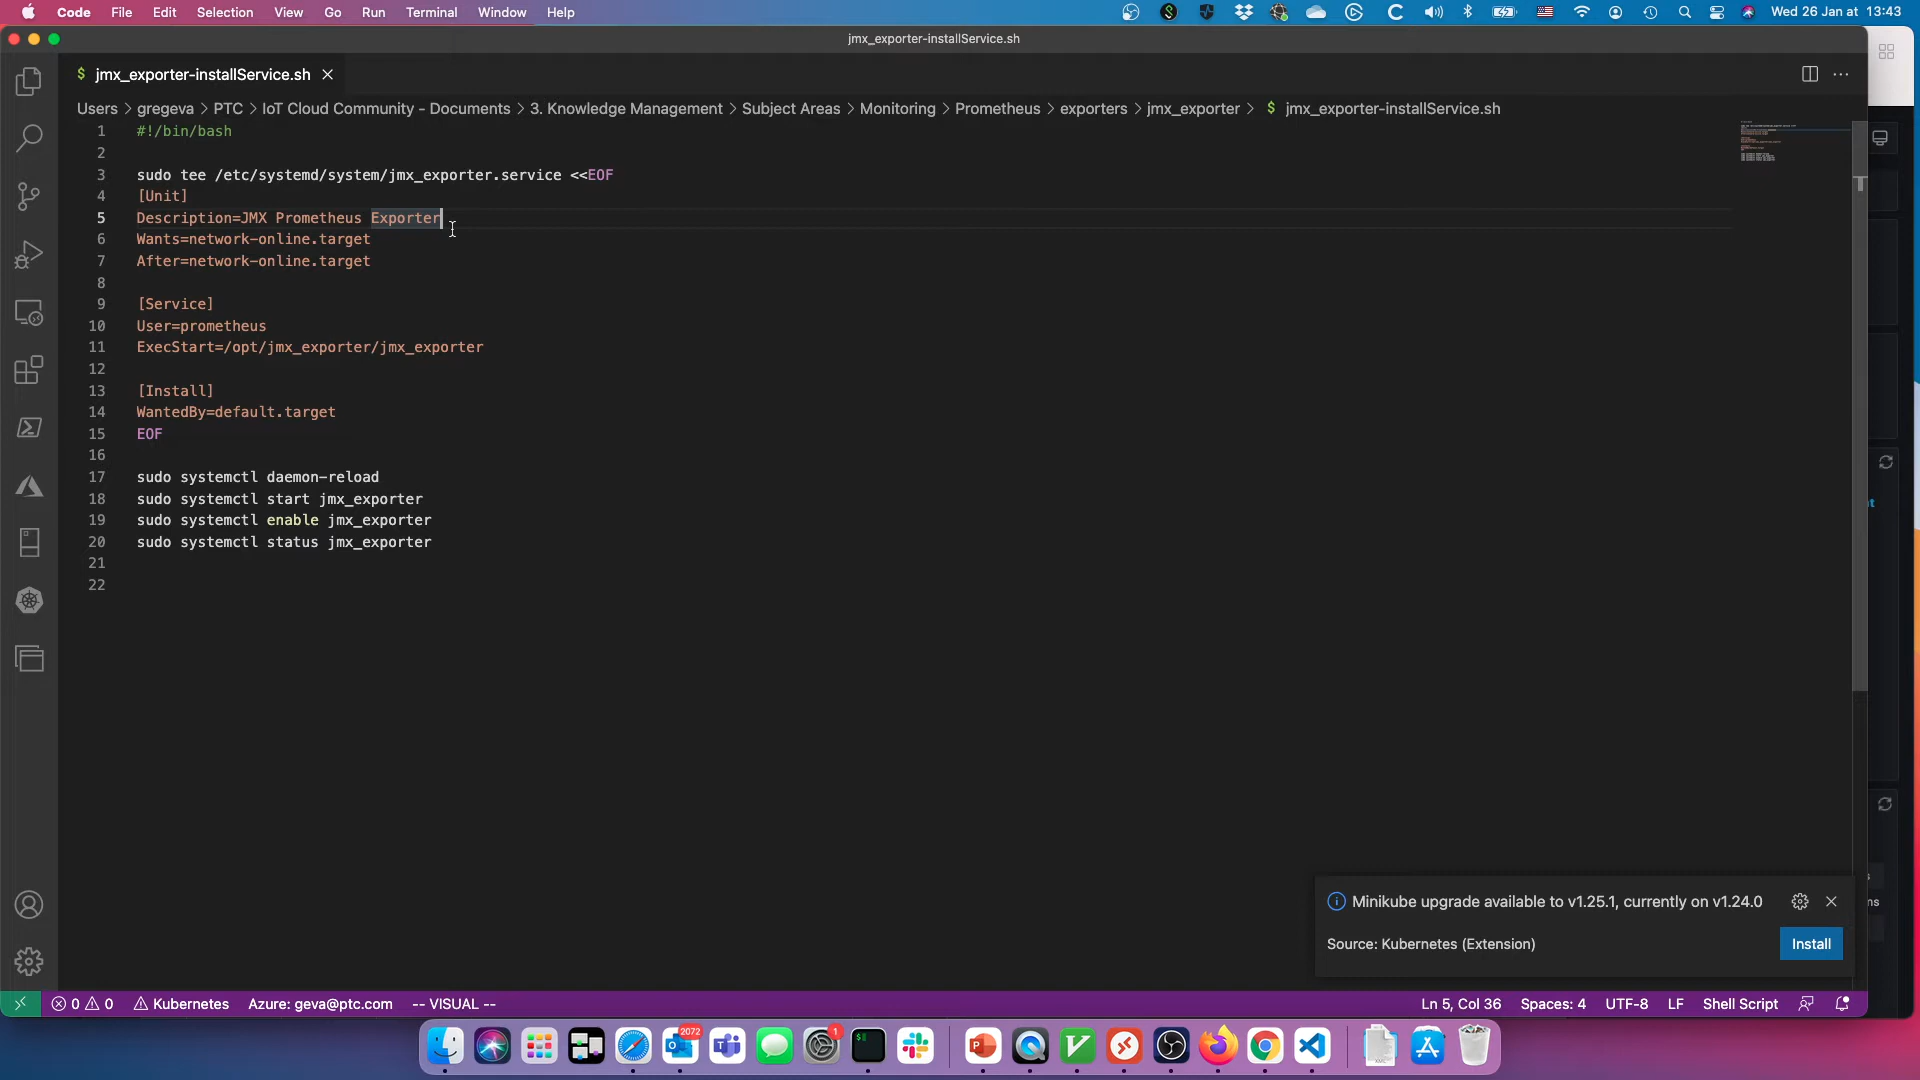 Code File Edit Selection View Go Run Terminal Window Help Wed 26 Jan at 13:43
jmx_exporter-installService.sh
$ jmx_exporter-installService.sh
Users > gregeva > PTC > IoT Cloud Community - Documents > 3. Knowledge Management > Subject Areas > Monitoring > Prometheus > exporters > jmx_exporter > $ jmx_exporter-installService.sh
1 #!/bin/bash
2
3 sudo tee /etc/systemd/system/jmx_exporter.service <<EOF
4 [Unit]
5 Description=JMX Prometheus Exporter
6 Wants=network-online.target
7 After=network-online.target
8
9 [Service]
10 User=prometheus
11 ExecStart=/opt/jmx_exporter/jmx_exporter
12
13 [Install]
14 WantedBy=default.target
15 EOF
16
17 sudo systemctl daemon-reload
18 sudo systemctl start jmx_exporter
19 sudo systemctl enable jmx_exporter
20 sudo systemctl status jmx_exporter
21
22
Minikube upgrade available to v1.25.1, currently on v1.24.0
Source: Kubernetes (Extension)
Install
0 0 Kubernetes Azure: geva@ptc.com -- VISUAL -- Ln 5, Col 36 Spaces: 4 UTF-8 LF Shell Script
2072
1